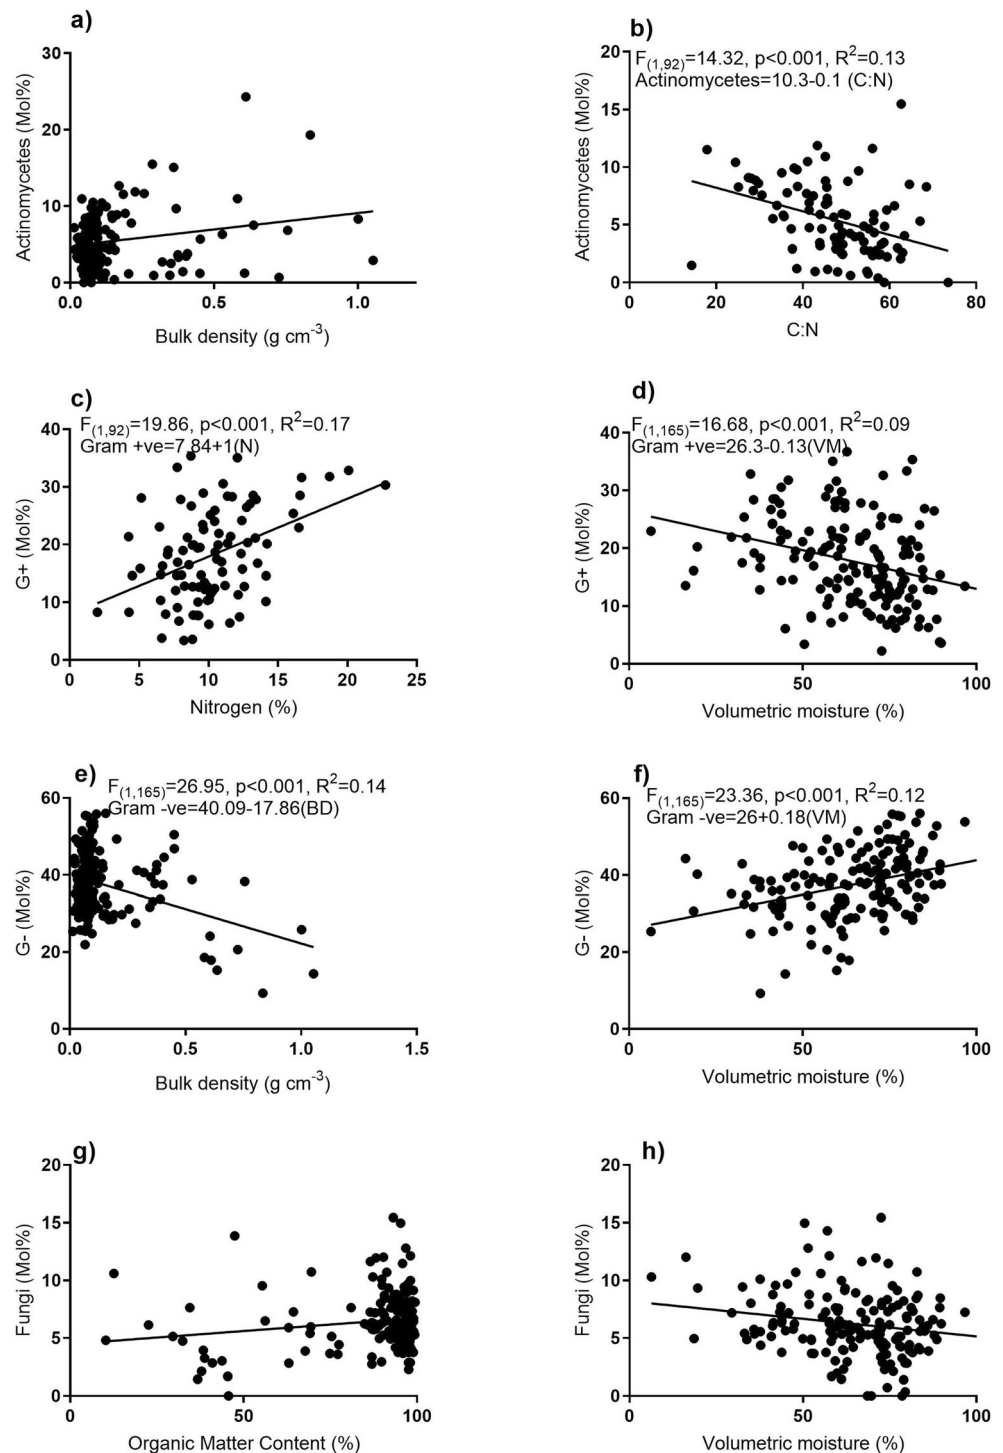 a)
30
20
10
0
0.0 0.5 1.0
Actinomycetes (Mol%)
Bulk density (g cm-3)
b)
F(1,92)=14.32, p<0.001, R2=0.13
Actinomycetes=10.3-0.1 (C:N)
20
15
10
5
0
0 20 40 60 80
Actinomycetes (Mol%)
C:N
c)
F(1,92)=19.86, p<0.001, R2=0.17
Gram +ve=7.84+1(N)
40
30
20
10
0
0 5 10 15 20 25
G+ (Mol%)
Nitrogen (%)
d)
F(1,165)=16.68, p<0.001, R2=0.09
Gram +ve=26.3-0.13(VM)
40
30
20
10
0
0 50 100
G+ (Mol%)
Volumetric moisture (%)
e)
F(1,165)=26.95, p<0.001, R2=0.14
Gram -ve=40.09-17.86(BD)
60
40
20
0
0.0 0.5 1.0 1.5
G- (Mol%)
Bulk density (g cm-3)
f)
F(1,165)=23.36, p<0.001, R2=0.12
Gram -ve=26+0.18(VM)
60
40
20
0
0 50 100
G- (Mol%)
Volumetric moisture (%)
g)
20
15
10
5
0
0 50 100
Fungi (Mol%)
Organic Matter Content (%)
h)
20
15
10
5
0
0 50 100
Fungi (Mol%)
Volumetric moisture (%)